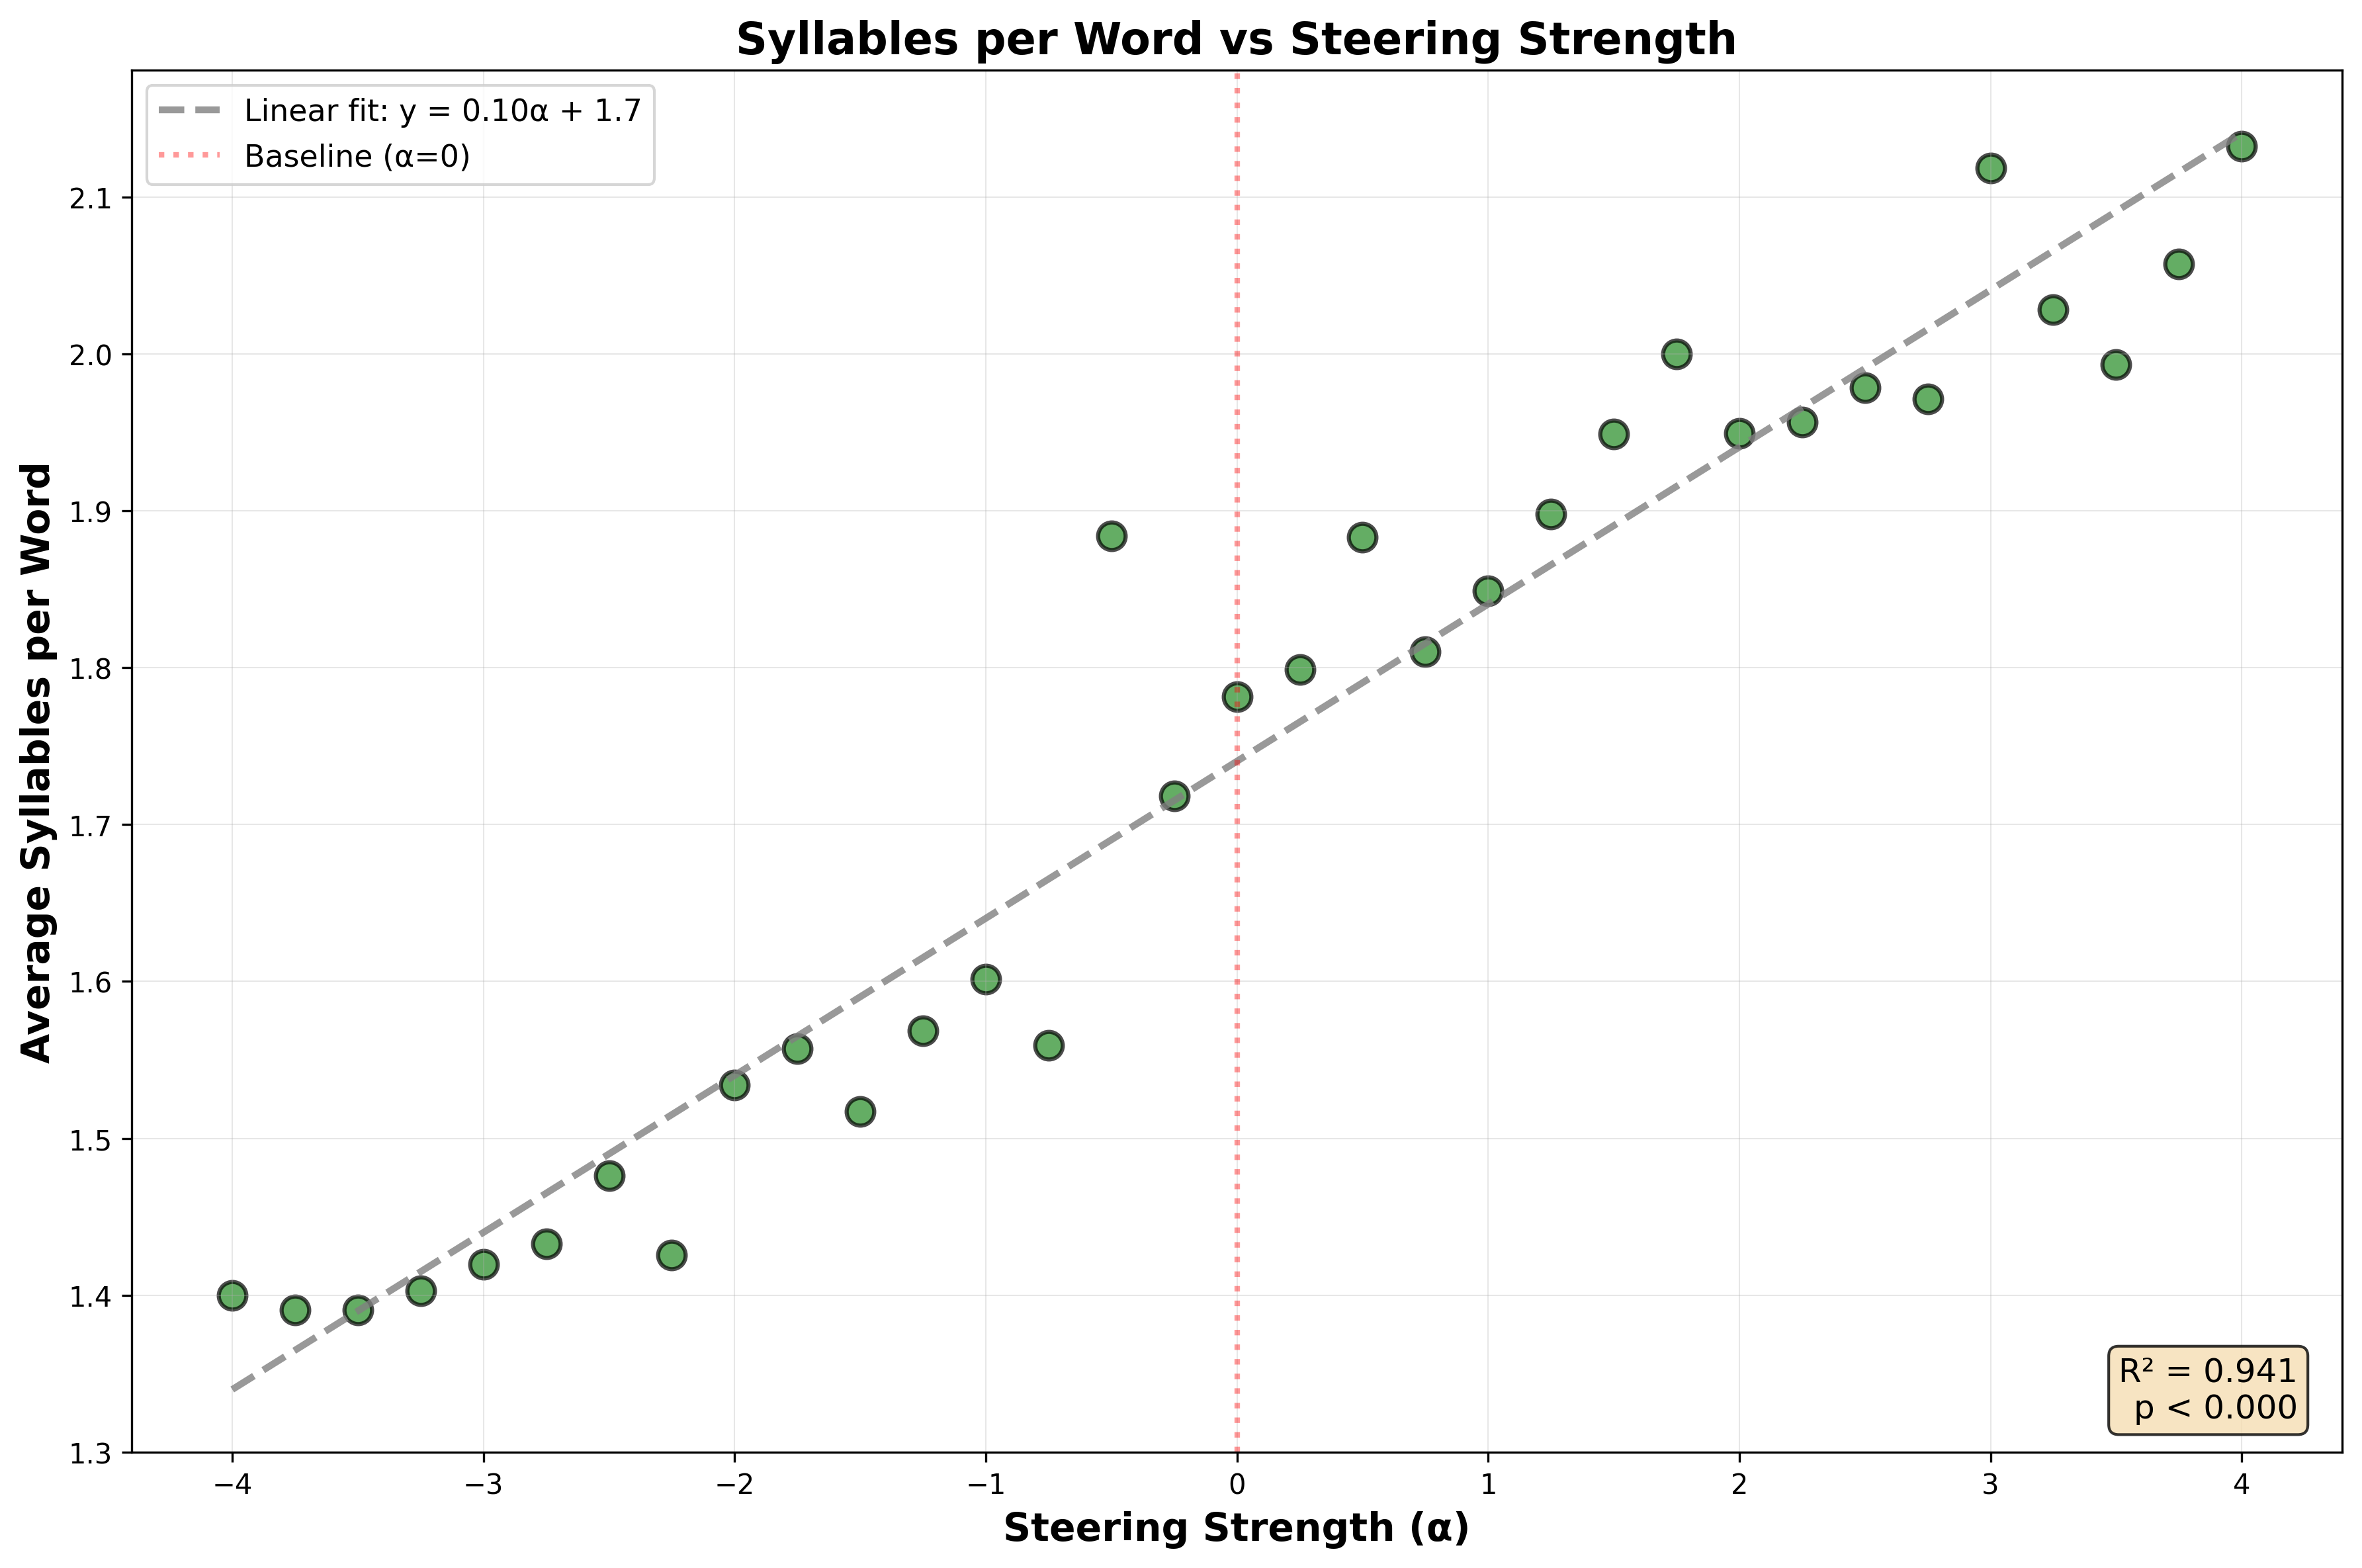 Syllables per Word vs Steering Strength
Linear fit: y = 0.10α + 1.7
Baseline (α=0)
Average Syllables per Word
2.1
2.0
1.9
1.8
1.7
1.6
1.5
1.4
1.3
R² = 0.941
p < 0.000
−4
−3
−2
−1
0
1
2
3
4
Steering Strength (α)